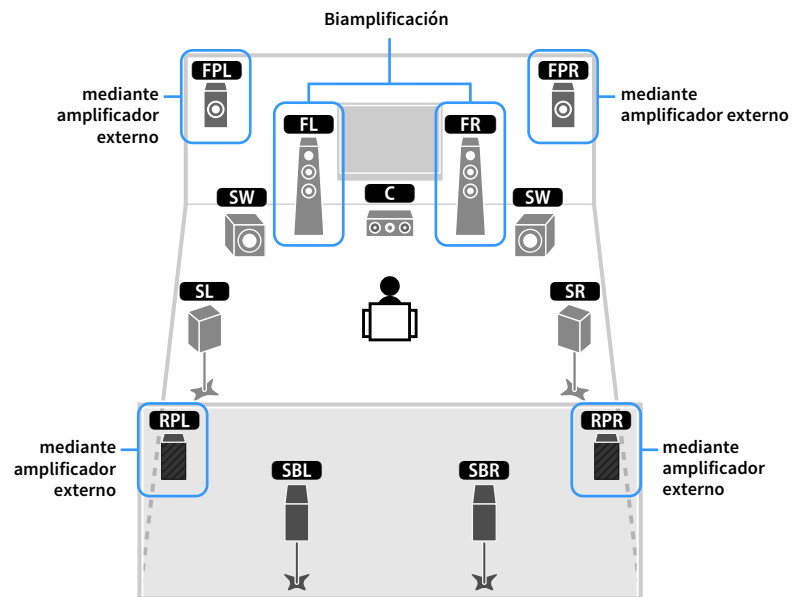 Biamplificación
FPL
FPR
mediante
amplificador
externo
mediante
amplificador externo
FL
FR
SW
C
SW
SL
SR
RPL
RPR
mediante
amplificador
externo
mediante
amplificador
externo
SBL
SBR